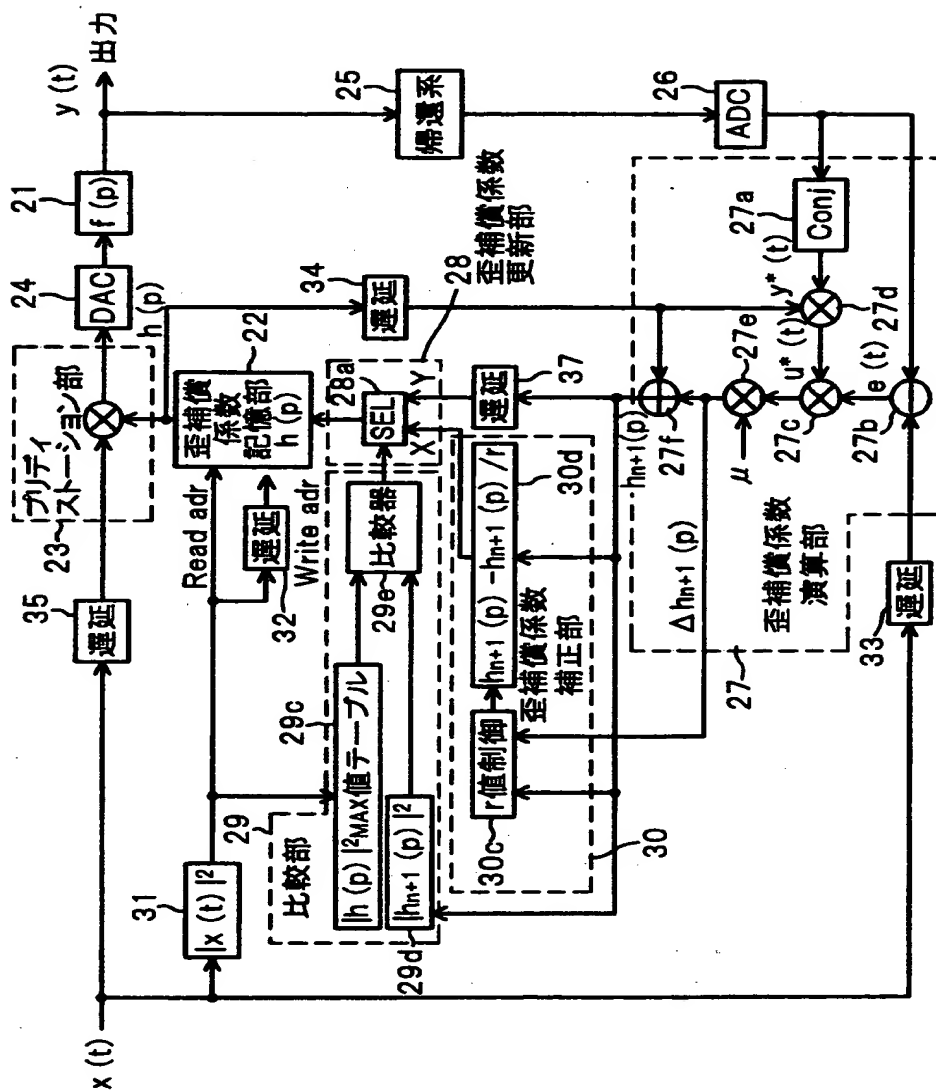 x(t)
35
遅延
プリディ
ストーション部
23
24
DAC
21
f(p)
y(t)
出力
h(p)
31
|x(t)|²
Read adr
遅延
32
Write adr
22
歪補償
係数
記憶部
h(p)
34
遅延
25
帰還系
29
比較部
29c
|h(p)|²MAX値テーブル
29d
|hn+1(p)|²
29e
比較器
28a
SEL
X
Y
28
歪補償係数
更新部
30c
r値制御
hn+1(p)-hn+1(p)/r
30d
歪補償係数
補正部
30
37
遅延
26
ADC
hn+1(p)
27f
Δhn+1(p)
μ
27e
u*(t)
27c
27d
y*(t)
27a
Conj
e(t)
27b
歪補償係数
演算部
27
33
遅延